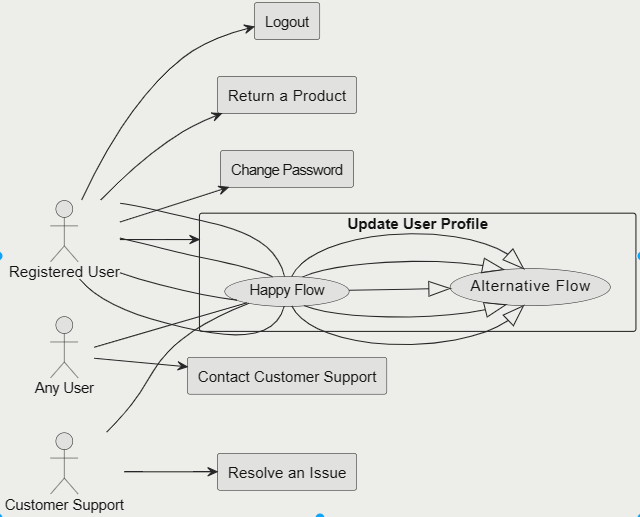 Logout
Return a Product
Change Password
Update User Profile
Registered User
Happy Flow
Alternative Flow
Any User
Contact Customer Support
Resolve an Issue
Customer Support